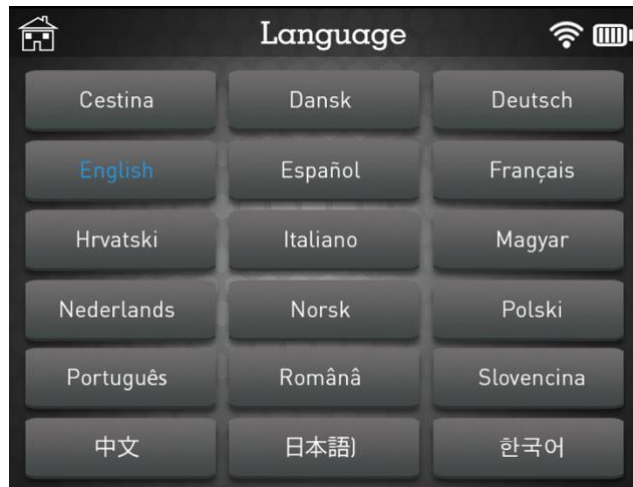 Language
Cestina Dansk Deutsch
English Español Français
Hrvatski Italiano Magyar
Nederlands Norsk Polski
Português Românâ Slovencina
中文 日本語) 한국어